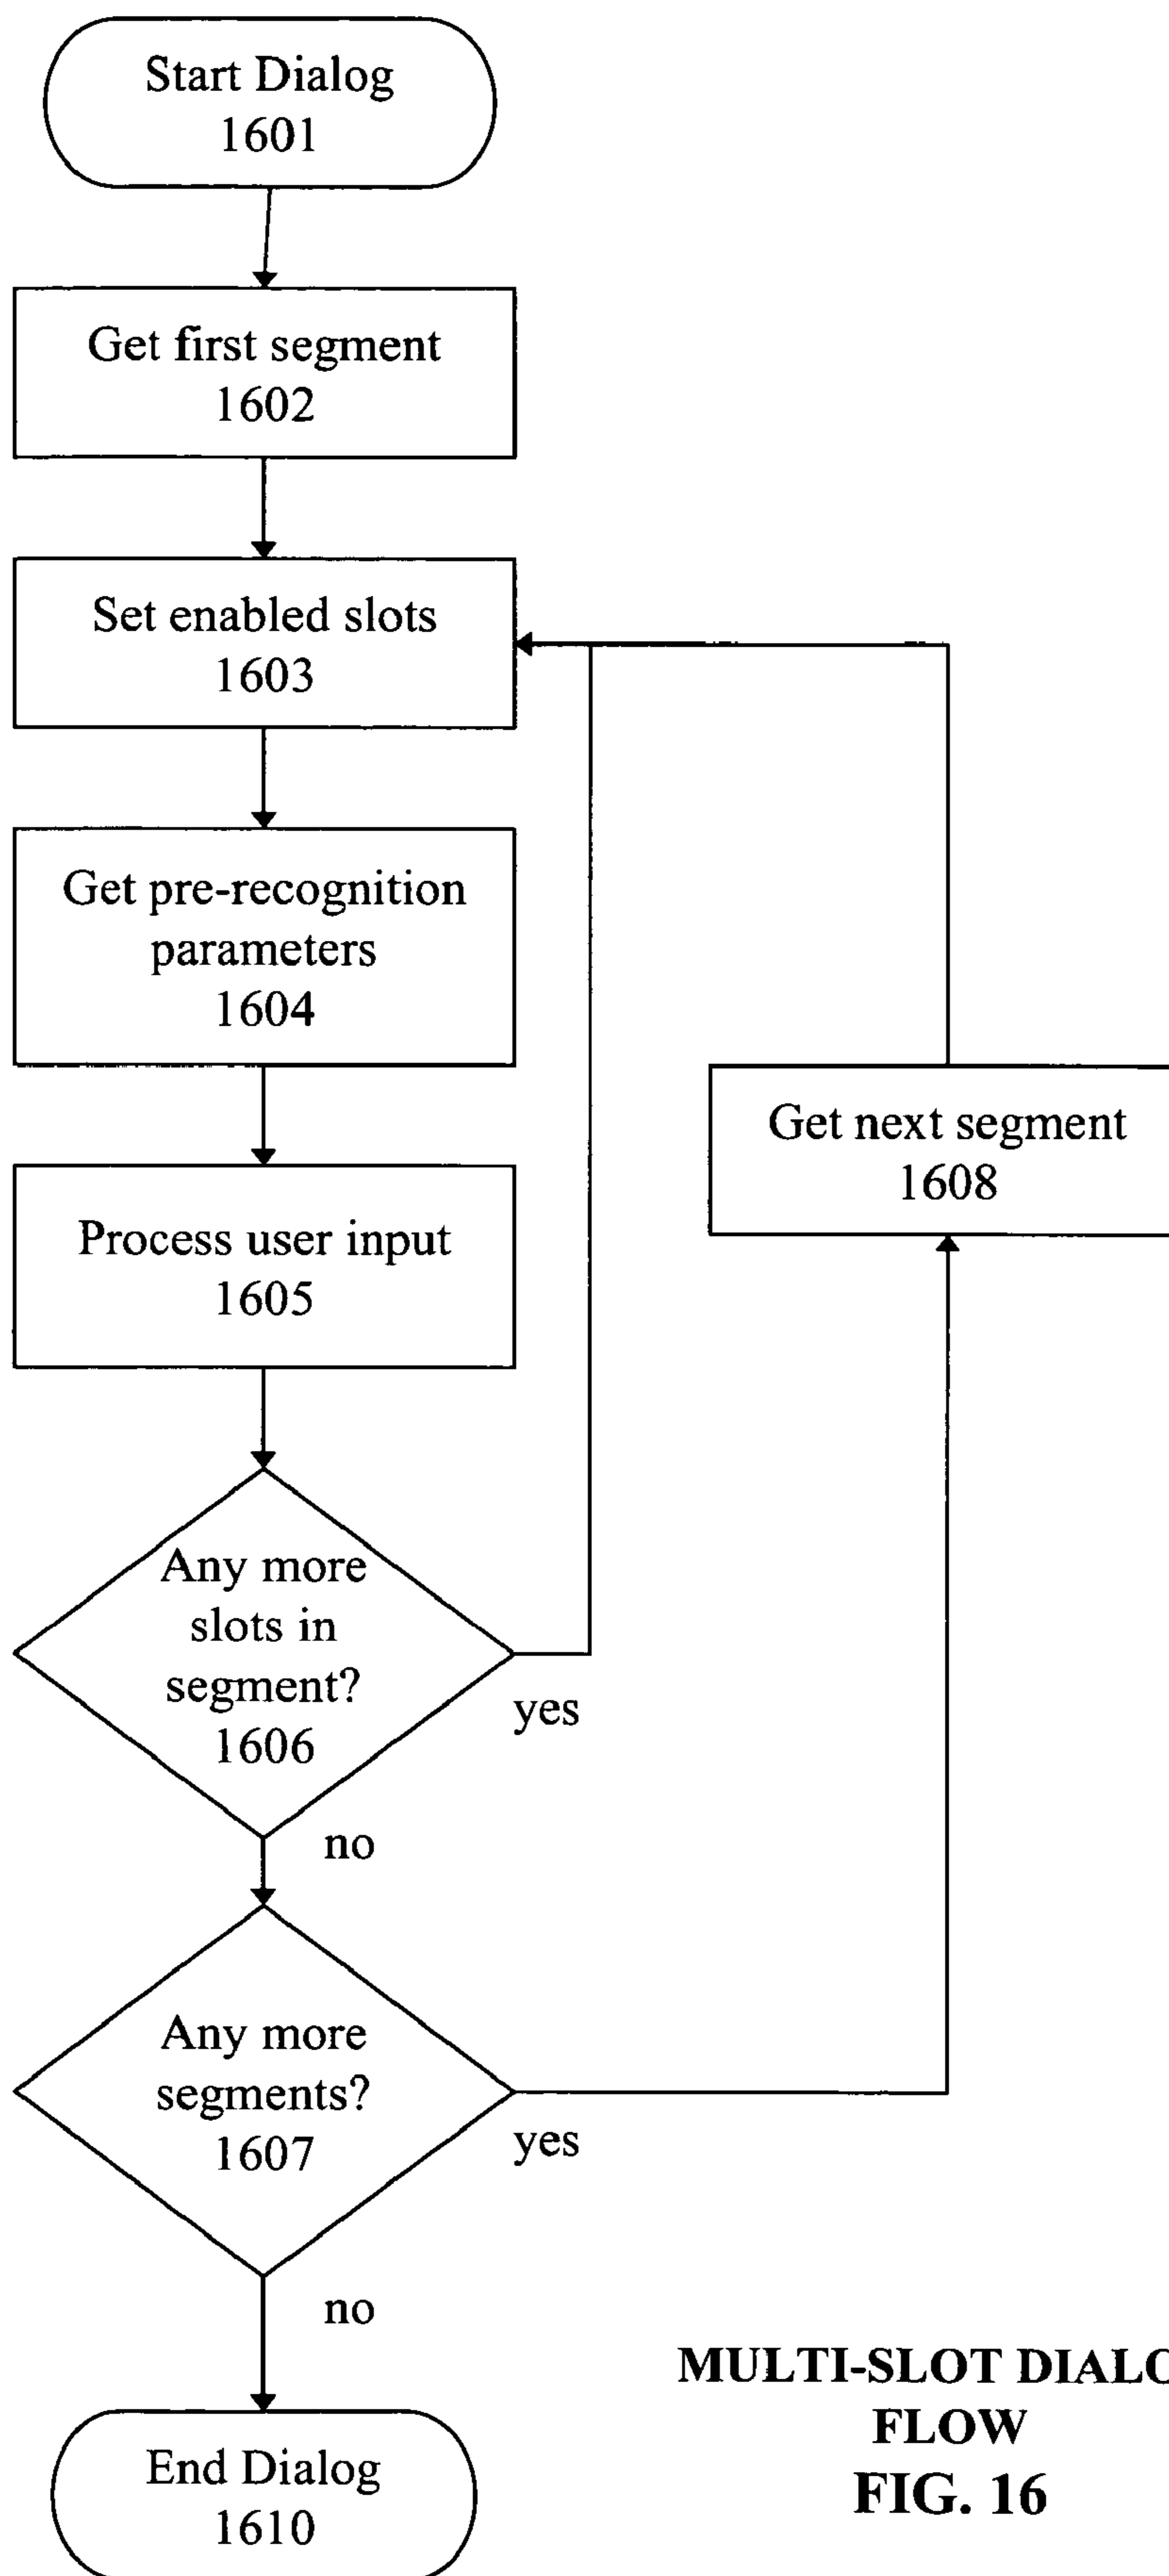 Start Dialog
1601
Get first segment
1602
Set enabled slots
1603
Get pre-recognition
parameters
1604
Get next segment
1608
Process user input
1605
Any more
slots in
segment?
1606
yes
no
Any more
segments?
1607
yes
no
MULTI-SLOT DIALO
FLOW
FIG. 16
End Dialog
1610